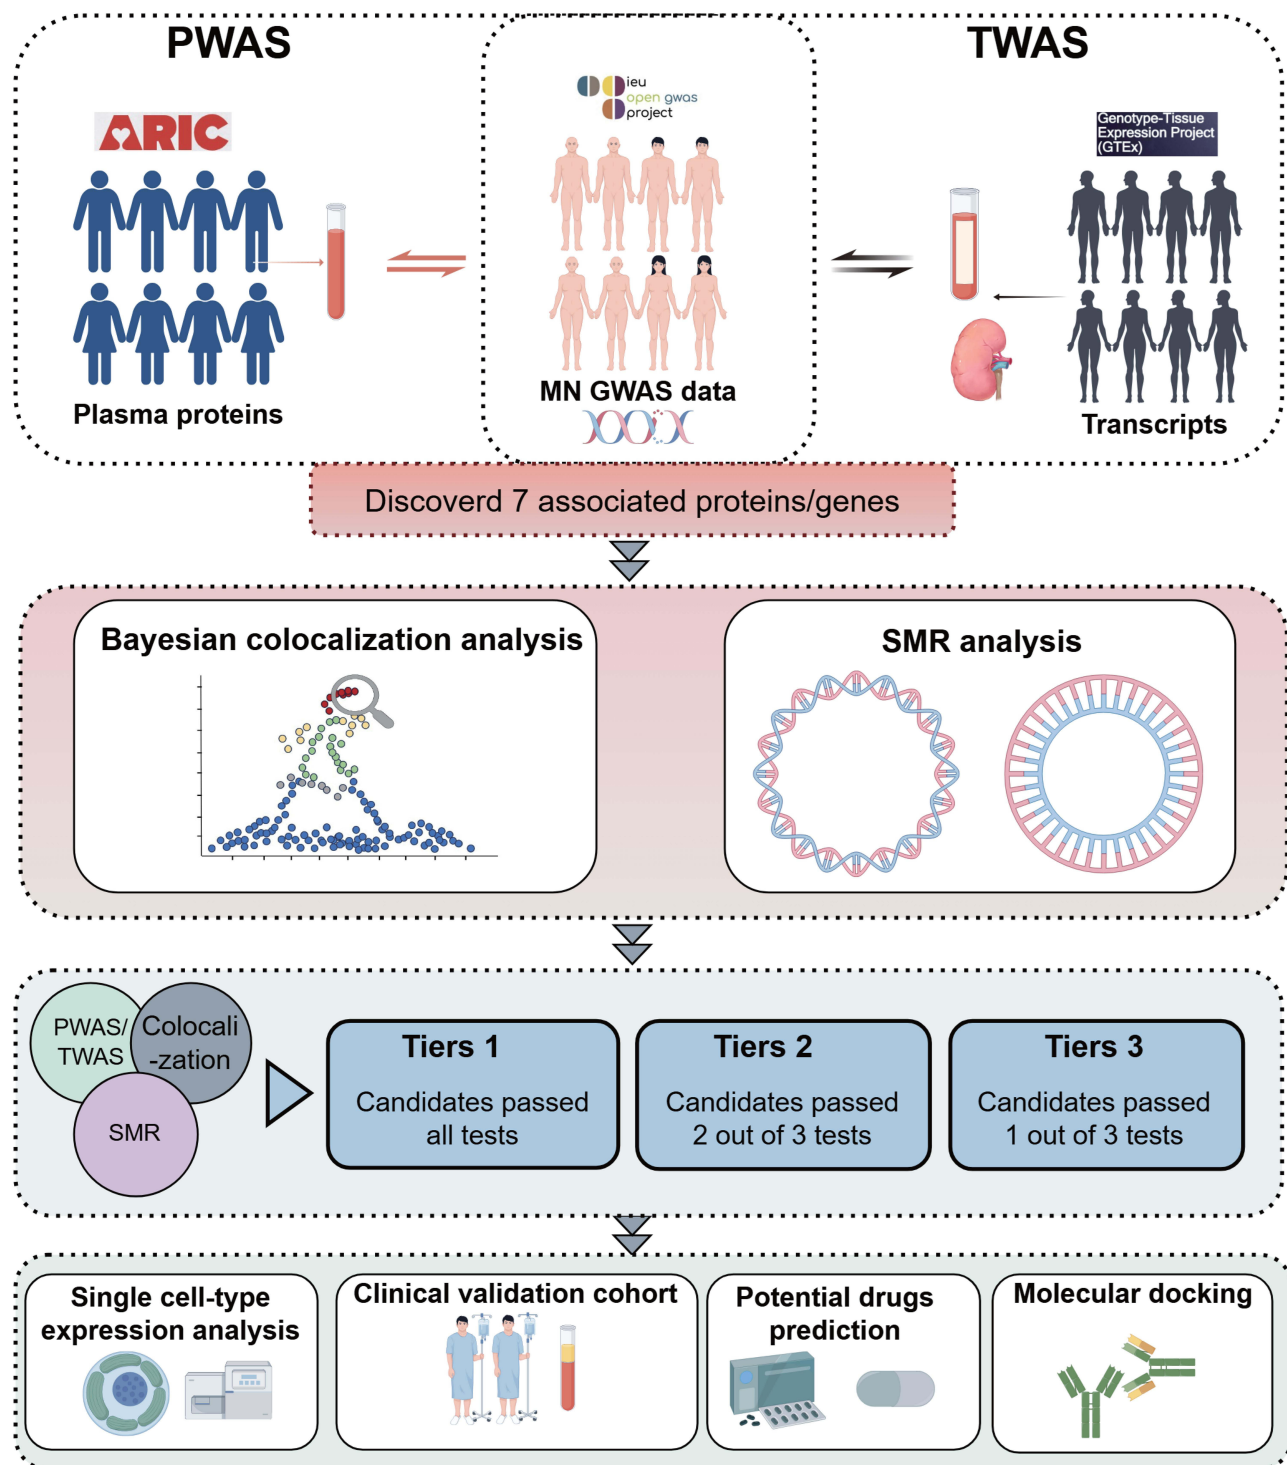 PWAS
TWAS
ARIC
ieu
open gwas
project
Genotype-Tissue
Expression Project
(GTEx)
Plasma proteins
MN GWAS data
Transcripts
Discoverd 7 associated proteins/genes
Bayesian colocalization analysis
SMR analysis
PWAS/
TWAS
Colocali
-zation
SMR
Tiers 1
Candidates passed
all tests
Tiers 2
Candidates passed
2 out of 3 tests
Tiers 3
Candidates passed
1 out of 3 tests
Single cell-type
expression analysis
Clinical validation cohort
Potential drugs
prediction
Molecular docking